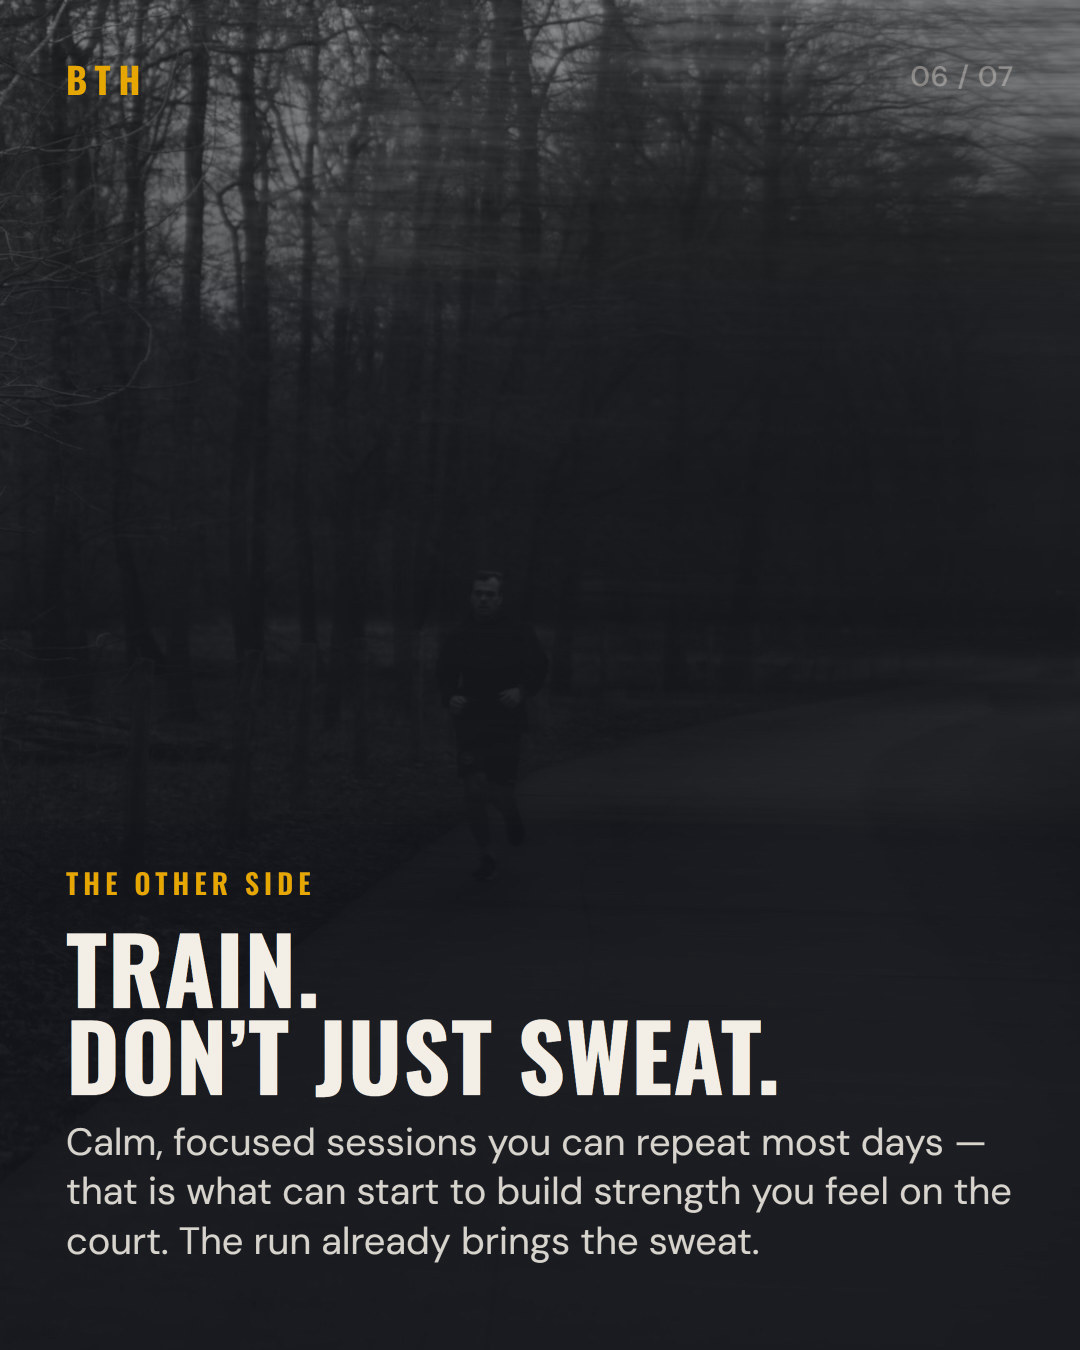 BTH
06 / 07
THE OTHER SIDE
TRAIN.
DON’T JUST SWEAT.
Calm, focused sessions you can repeat most days —
that is what can start to build strength you feel on the
court. The run already brings the sweat.